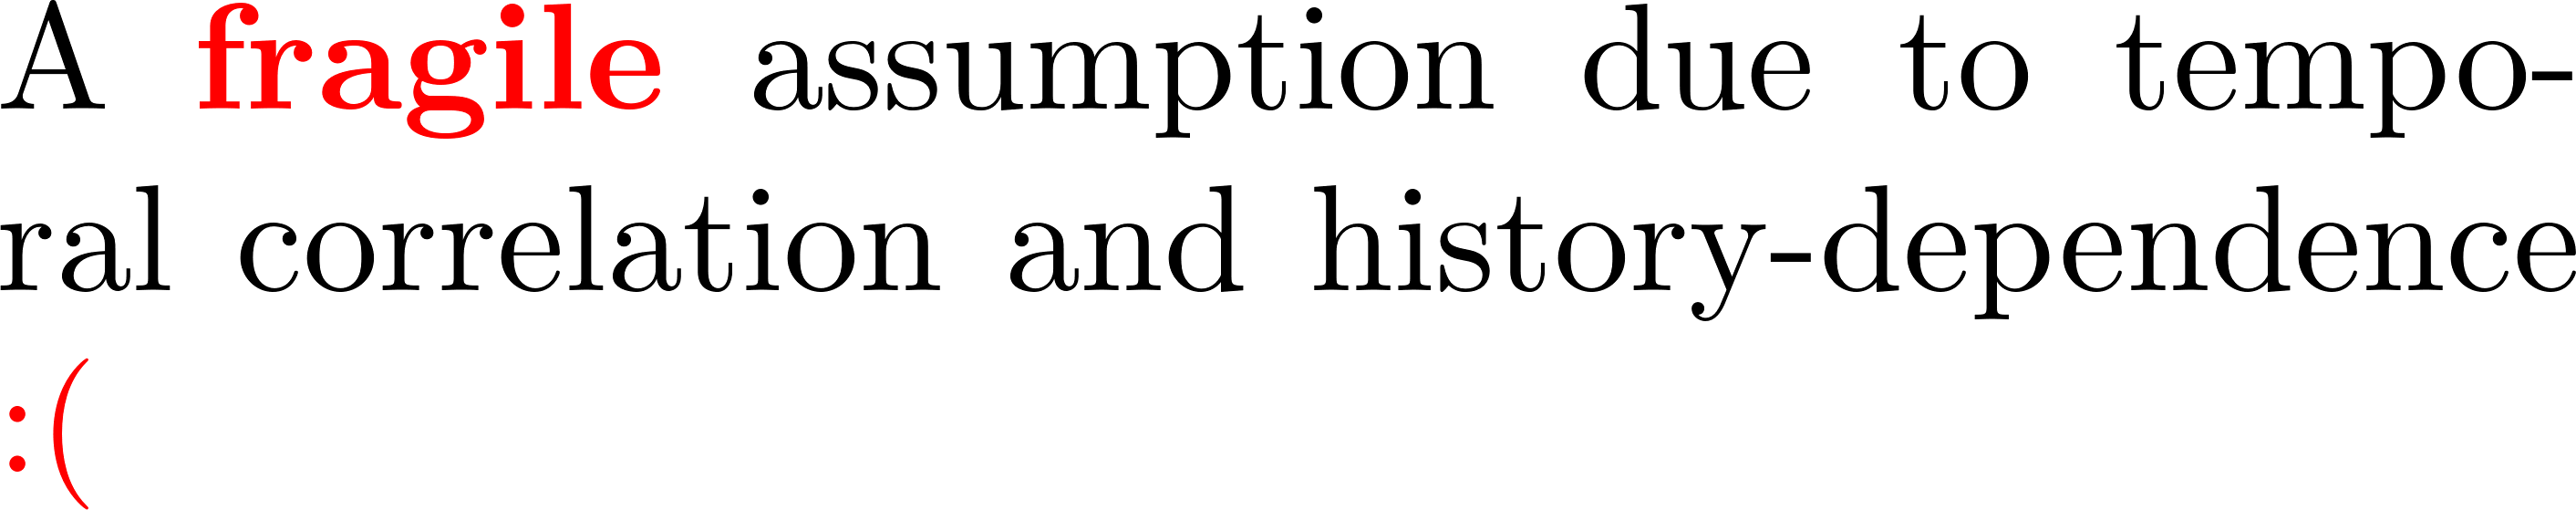 A fragile assumption due to tempo-
ral correlation and history-dependence
:(